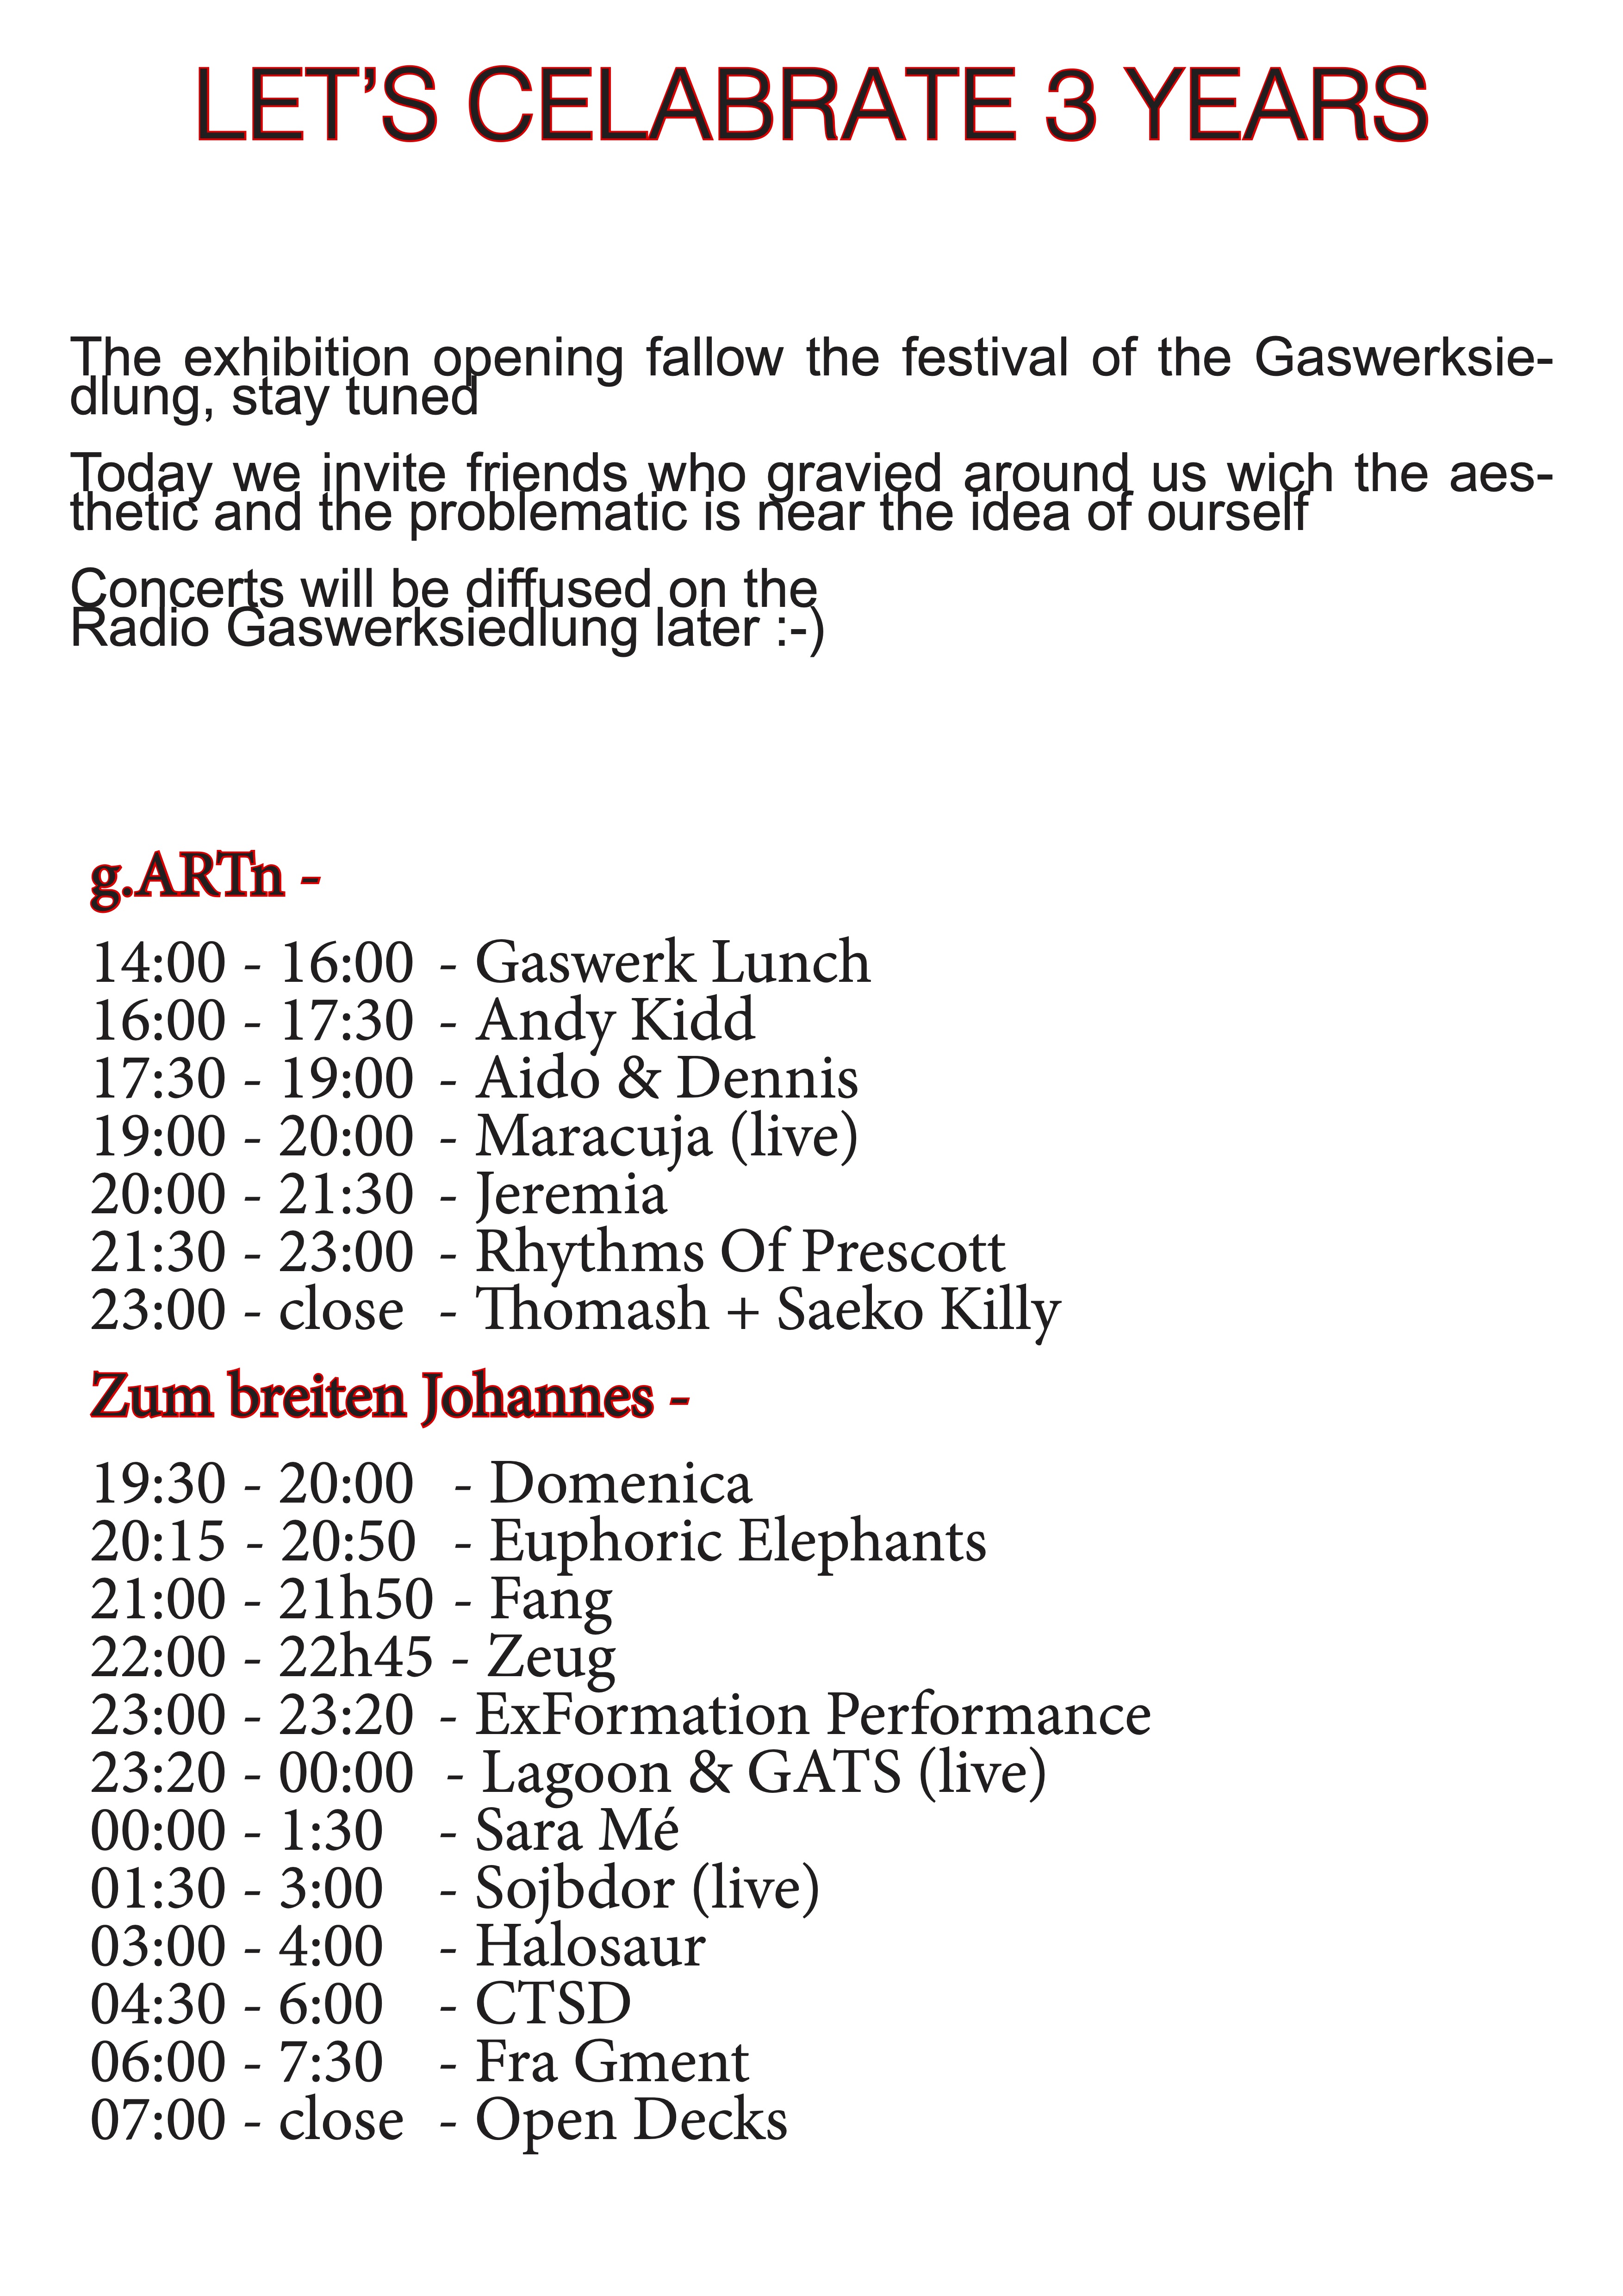 LET’S CELABRATE 3 YEARS
The exhibition opening fallow the festival of the Gaswerksie-
dlung, stay tuned
Today we invite friends who gravied around us wich the aes-
thetic and the problematic is near the idea of ourself
Concerts will be diffused on the
Radio Gaswerksiedlung later :-)
g.ARTn -
14:00 - 16:00 - Gaswerk Lunch
16:00 - 17:30 - Andy Kidd
17:30 - 19:00 - Aido & Dennis
19:00 - 20:00 - Maracuja (live)
20:00 - 21:30 - Jeremia
21:30 - 23:00 - Rhythms Of Prescott
23:00 - close - Thomash + Saeko Killy
Zum breiten Johannes -
19:30 - 20:00 - Domenica
20:15 - 20:50 - Euphoric Elephants
21:00 - 21h50 - Fang
22:00 - 22h45 - Zeug
23:00 - 23:20 - ExFormation Performance
23:20 - 00:00 - Lagoon & GATS (live)
00:00 - 1:30 - Sara Mé
01:30 - 3:00 - Sojbdor (live)
03:00 - 4:00 - Halosaur
04:30 - 6:00 - CTSD
06:00 - 7:30 - Fra Gment
07:00 - close - Open Decks